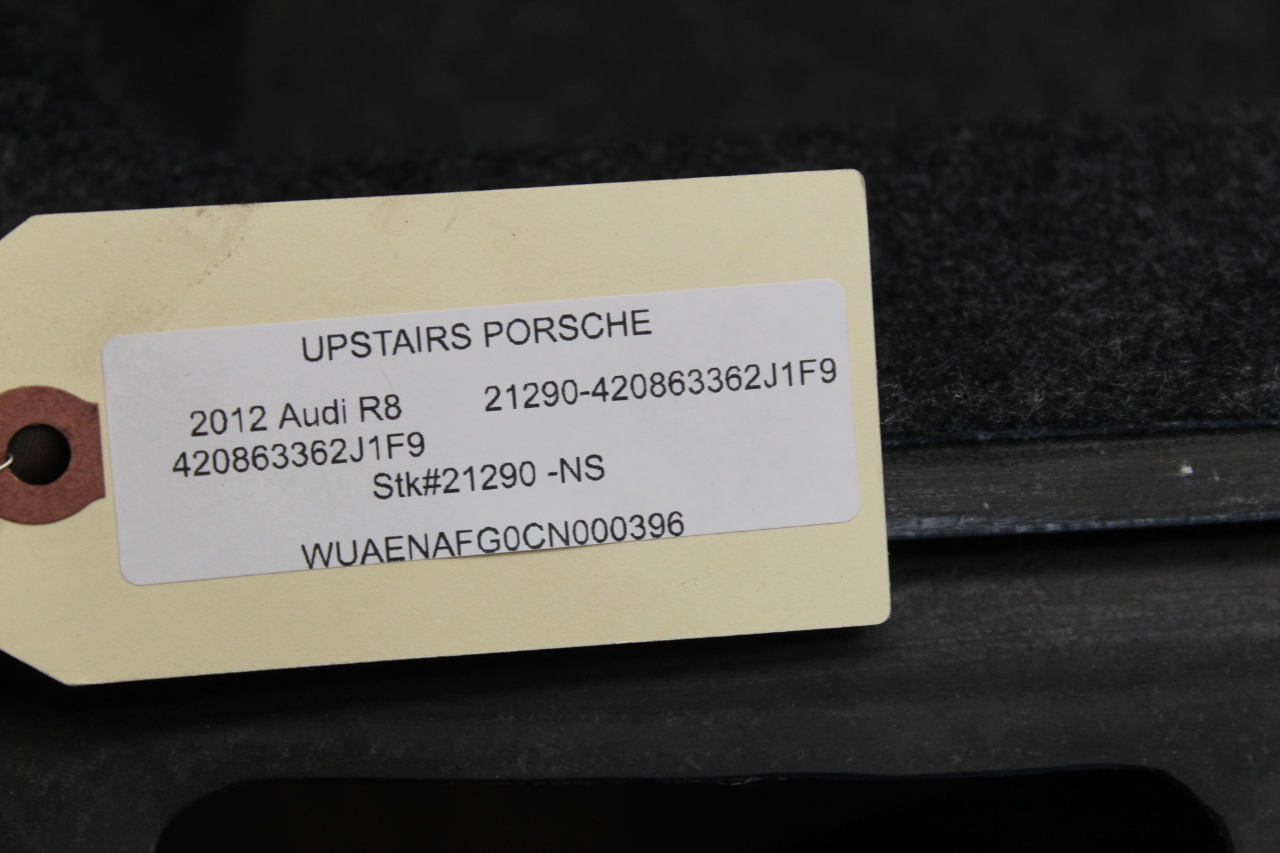 UPSTAIRS PORSCHE
2012 Audi R8 21290-420863362J1F9
420863362J1F9
Stk#21290 -NS
WUAENAFG0CN000396